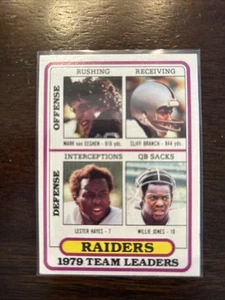 RUSHING RECEIVING
OFFENSE
MARK van EEGHEN - 818 yds. CLIFF BRANCH - 844 yds.
INTERCEPTIONS QB SACKS
DEFENSE
LESTER HAYES - 7 WILLIE JONES - 10
RAIDERS
1979 TEAM LEADERS